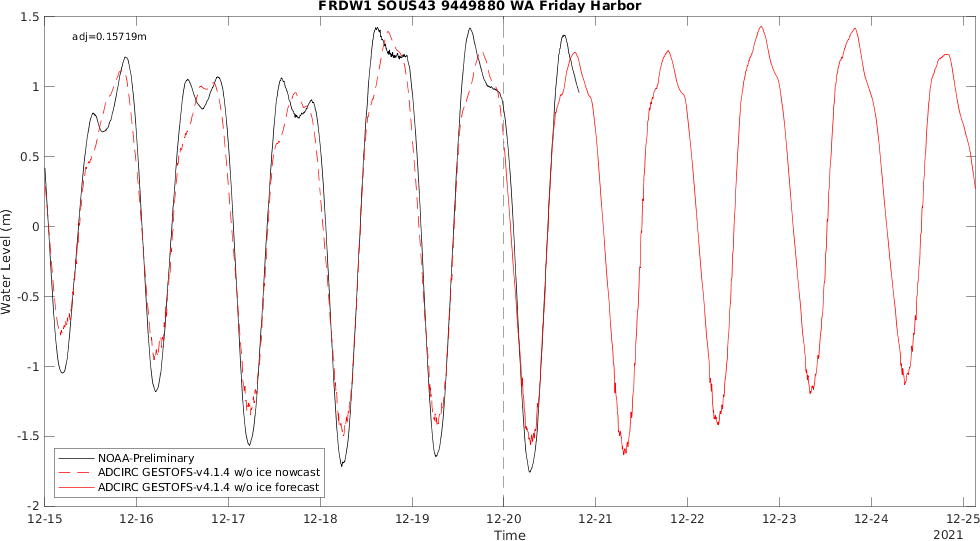 FRDW1 SOUS43 9449880 WA Friday Harbor
adj=0.15719m
1.5
1
0.5
0
-0.5
-1
-1.5
-2
Water Level (m)
NOAA-Preliminary
ADCIRC GESTOFS-v4.1.4 w/o ice nowcast
ADCIRC GESTOFS-v4.1.4 w/o ice forecast
12-15 12-16 12-17 12-18 12-19 12-20 12-21 12-22 12-23 12-24 12-25
Time
2021